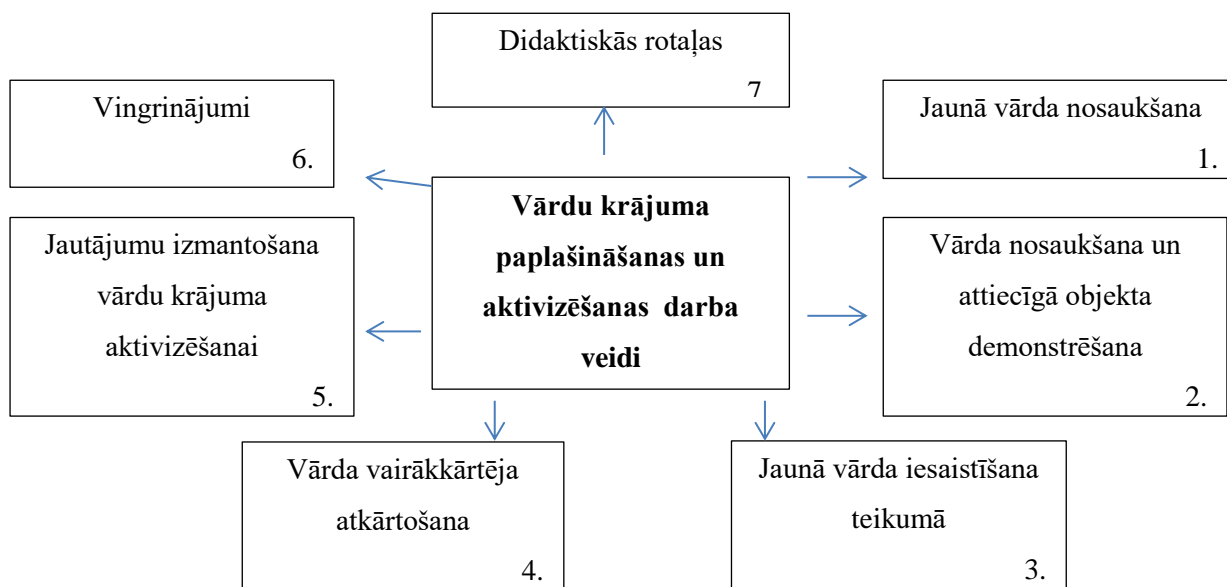 Didaktiskās rotaļas
7
Vingrinājumi
6.
Jaunā vārda nosaukšana
1.
Vārdu krājuma
paplašināšanas un
aktivizēšanas darba
veidi
Jautājumu izmantošana
vārdu krājuma
aktivizēšanai
5.
Vārda nosaukšana un
attiecīgā objekta
demonstrēšana
2.
Vārda vairākkārtēja
atkārtošana
4.
Jaunā vārda iesaistīšana
teikumā
3.